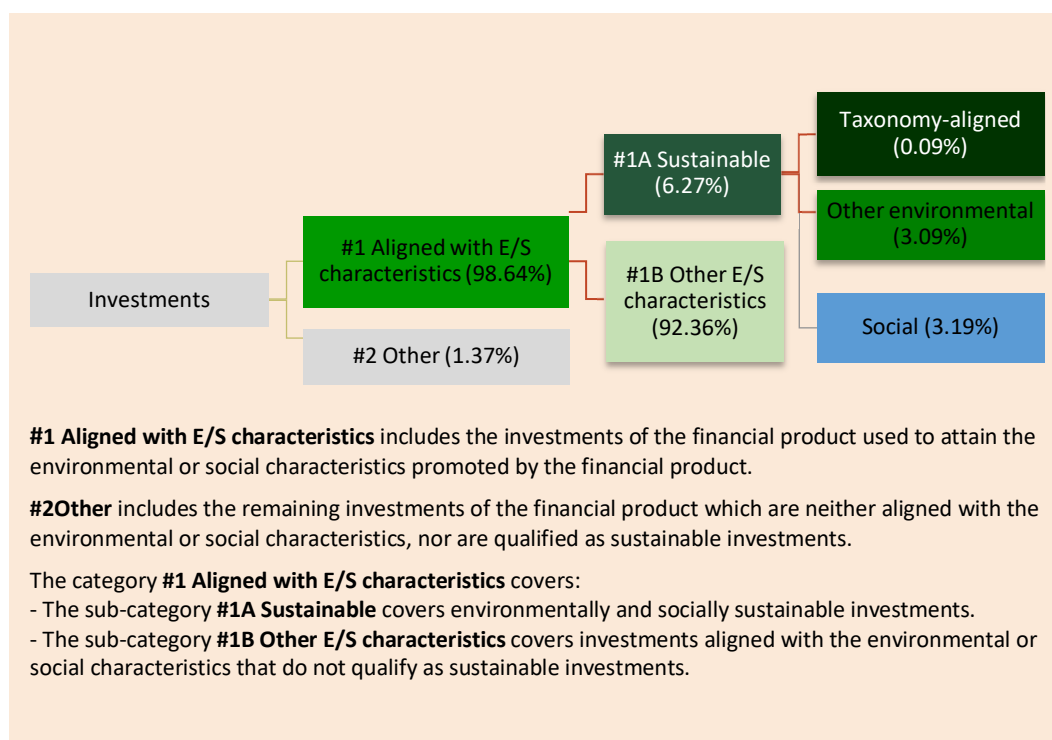 Taxonomy-aligned
(0.09%)
#1A Sustainable
(6.27%)
Other environmental
(3.09%)
#1 Aligned with E/S
characteristics (98.64%)
#1B Other E/S
characteristics
(92.36%)
Investments
Social (3.19%)
#2 Other (1.37%)
#1 Aligned with E/S characteristics includes the investments of the financial product used to attain the
environmental or social characteristics promoted by the financial product.
#2Other includes the remaining investments of the financial product which are neither aligned with the
environmental or social characteristics, nor are qualified as sustainable investments.
The category #1 Aligned with E/S characteristics covers:
- The sub-category #1A Sustainable covers environmentally and socially sustainable investments.
- The sub-category #1B Other E/S characteristics covers investments aligned with the environmental or
social characteristics that do not qualify as sustainable investments.